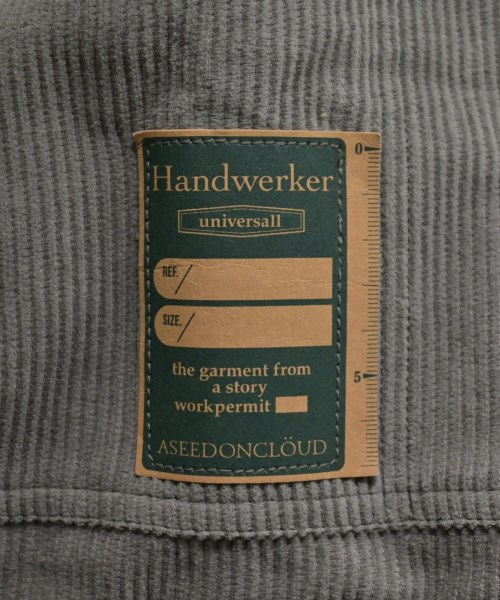 Handwerker
universall
REF. /
SIZE. /
the garment from
a story
workpermit
ASEEDONCLÖUD
0
5